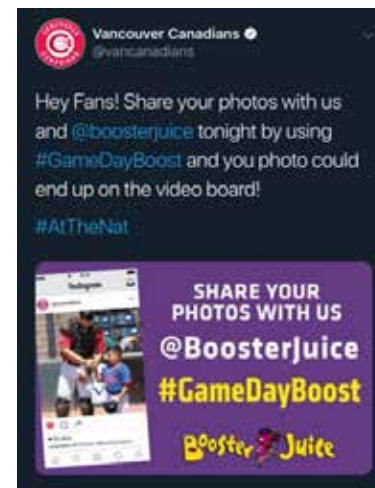 Vancouver Canadians
@vancanadians
Hey Fans! Share your photos with us
and @boosterjuice tonight by using
#GameDayBoost and you photo could
end up on the video board!
#AtTheNat
Instagram
SHARE YOUR
PHOTOS WITH US
@BoosterJuice
#GameDayBoost
Booster Juice